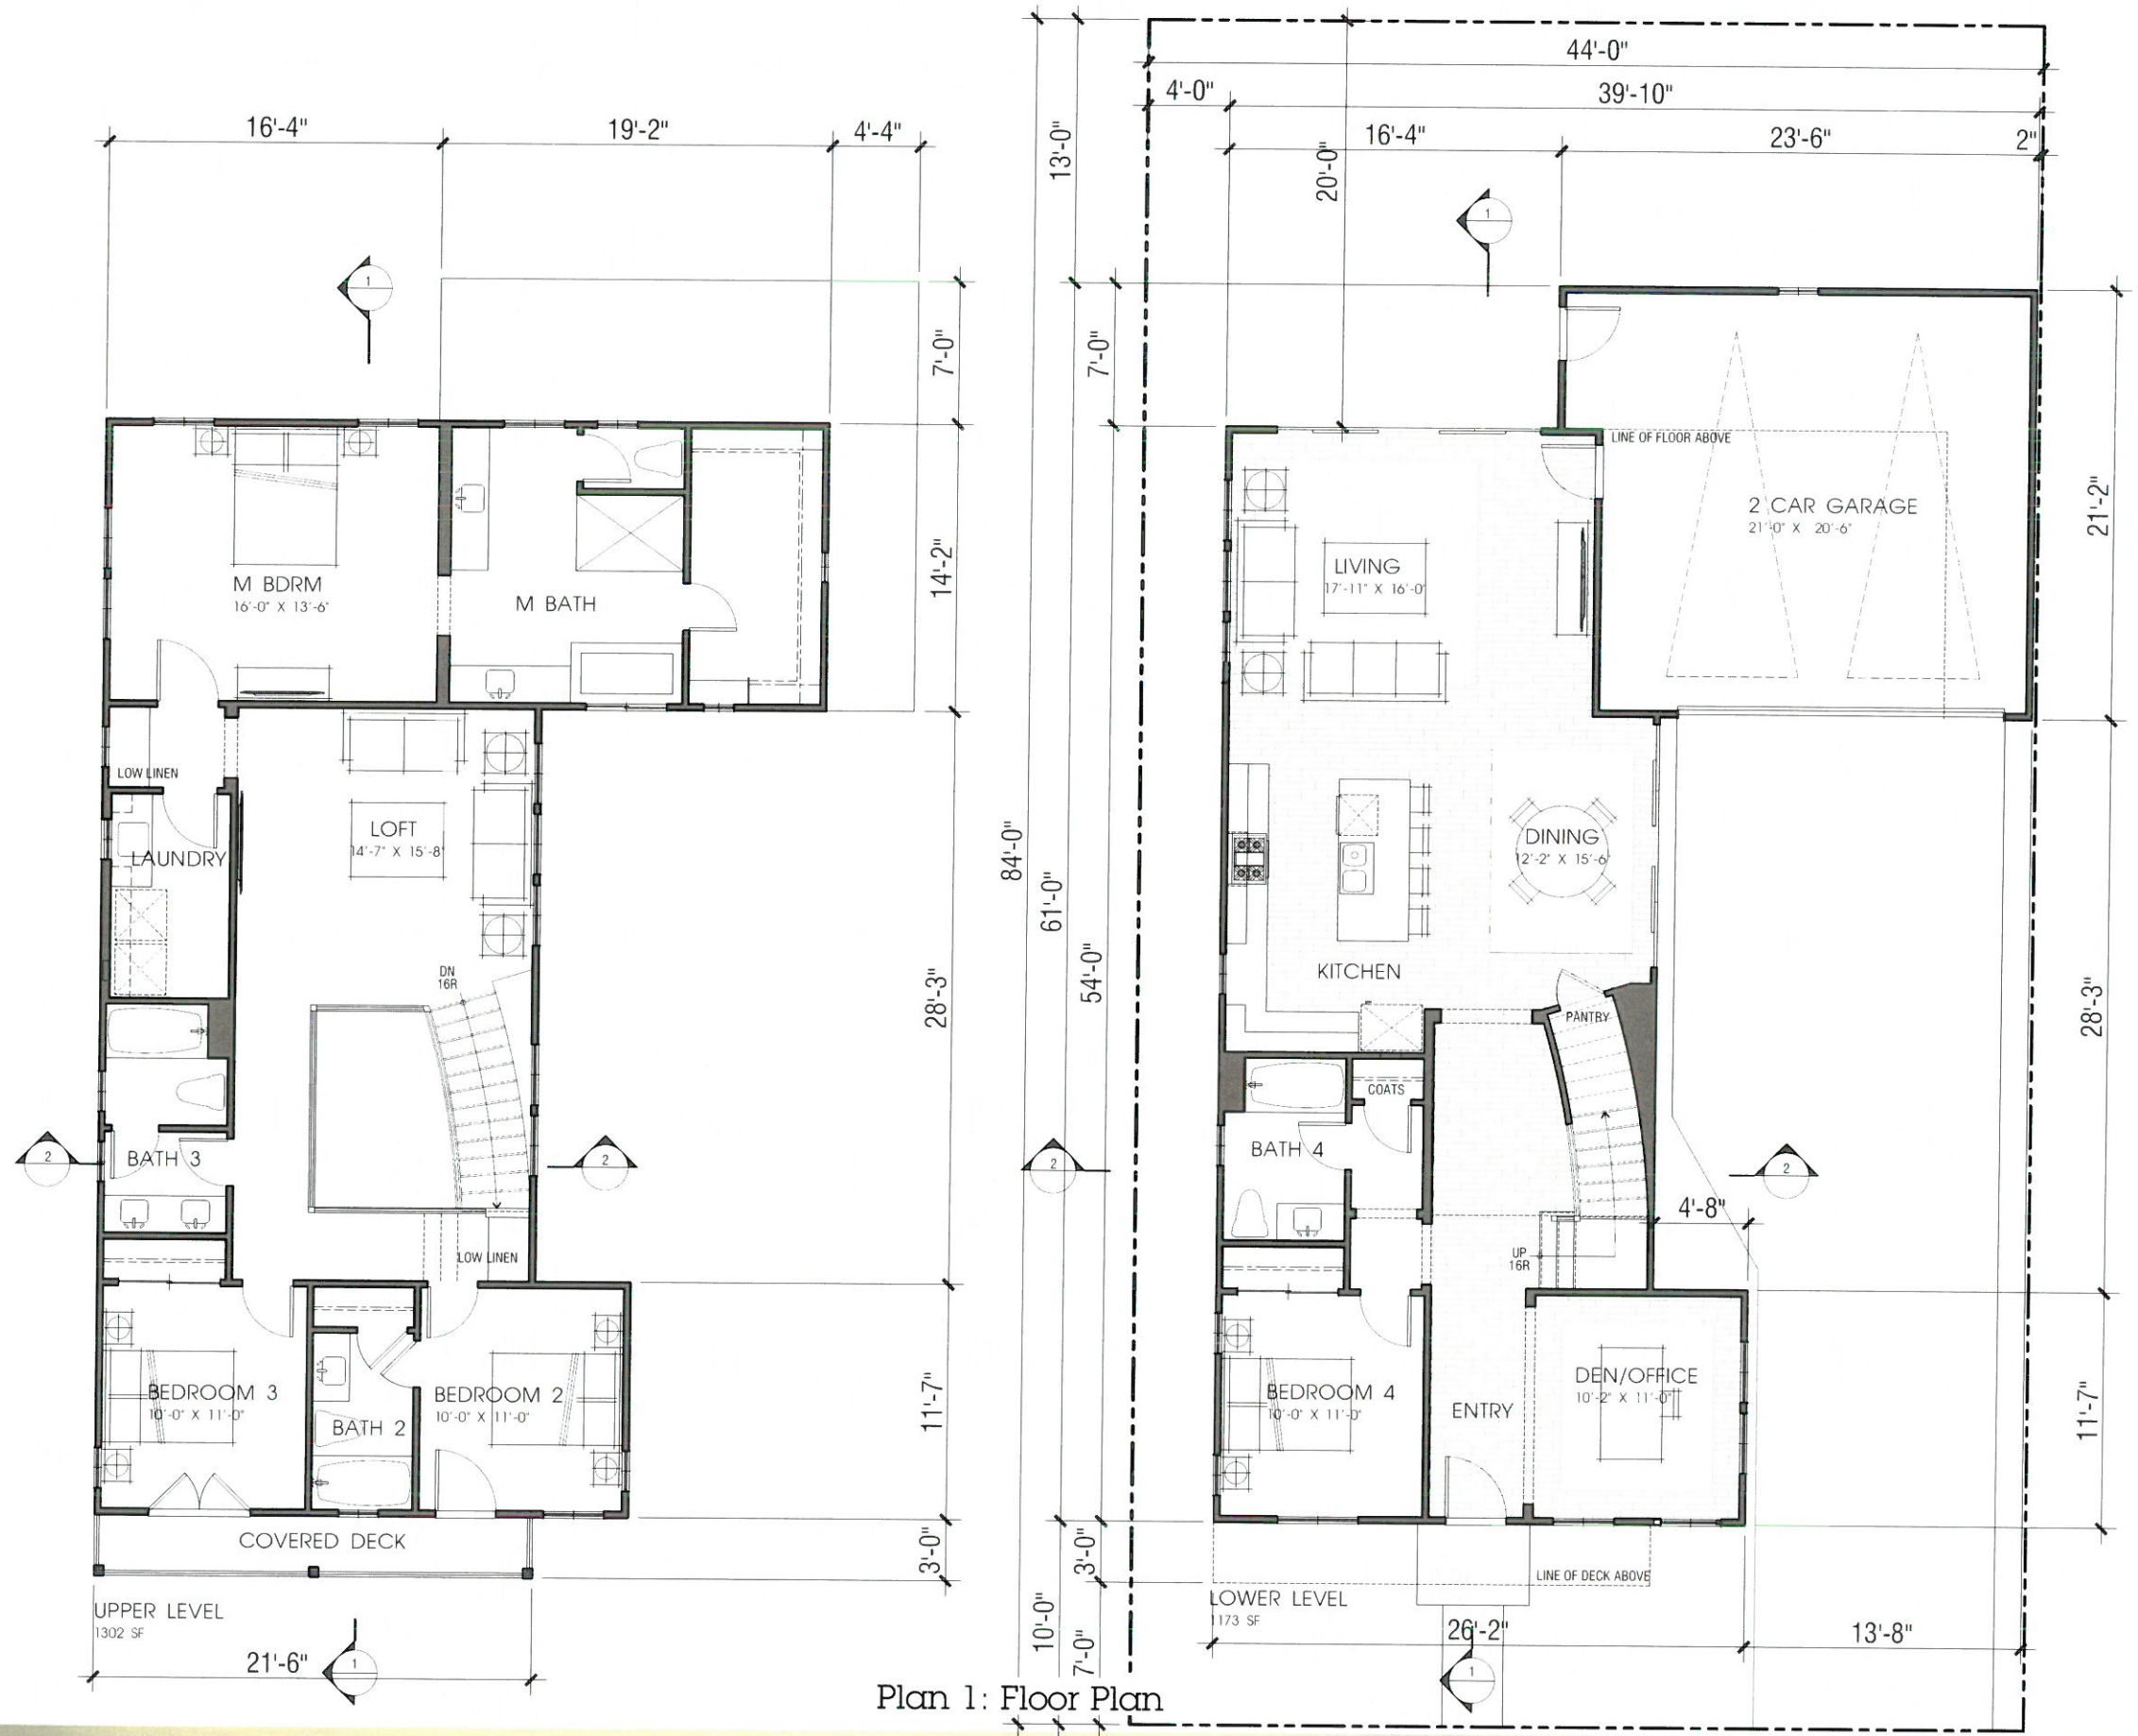 44'-0"
4'-0"
39'-10"
16'-4"
19'-2"
4'-4"
13'-0"
20'-0"
16'-4"
23'-6"
2"
1
1
7'-0"
7'-0"
LINE OF FLOOR ABOVE
2 CAR GARAGE
21'-0" X 20'-6"
21'-2"
M BDRM
16'-0" X 13'-6"
M BATH
14'-2"
LIVING
17'-11" X 16'-0"
LOW LINEN
LOFT
14'-7" X 15'-8"
LAUNDRY
84'-0"
61'-0"
54'-0"
DINING
12'-2" X 15'-6"
DN
16R
28'-3"
KITCHEN
PANTRY
28'-3"
COATS
2
BATH 3
2
2
BATH 4
2
4'-8"
LOW LINEN
UP
16R
BEDROOM 3
10'-0" X 11'-0"
BATH 2
BEDROOM 2
10'-0" X 11'-0"
11'-7"
BEDROOM 4
10'-0" X 11'-0"
ENTRY
DEN/OFFICE
10'-2" X 11'-0"
11'-7"
COVERED DECK
3'-0"
3'-0"
LINE OF DECK ABOVE
UPPER LEVEL
1302 SF
10'-0"
7'-0"
LOWER LEVEL
1173 SF
26'-2"
13'-8"
21'-6"
1
1
Plan 1: Floor Plan